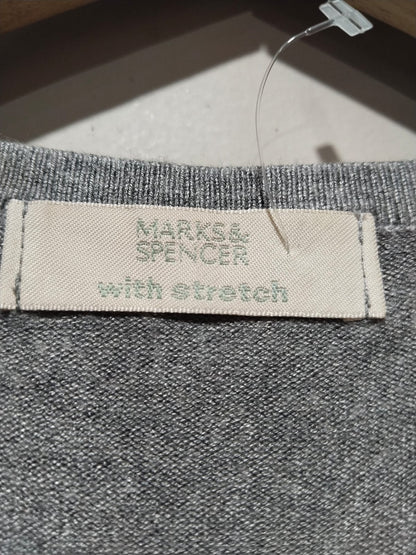 MARKS&
SPENCER
with stretch